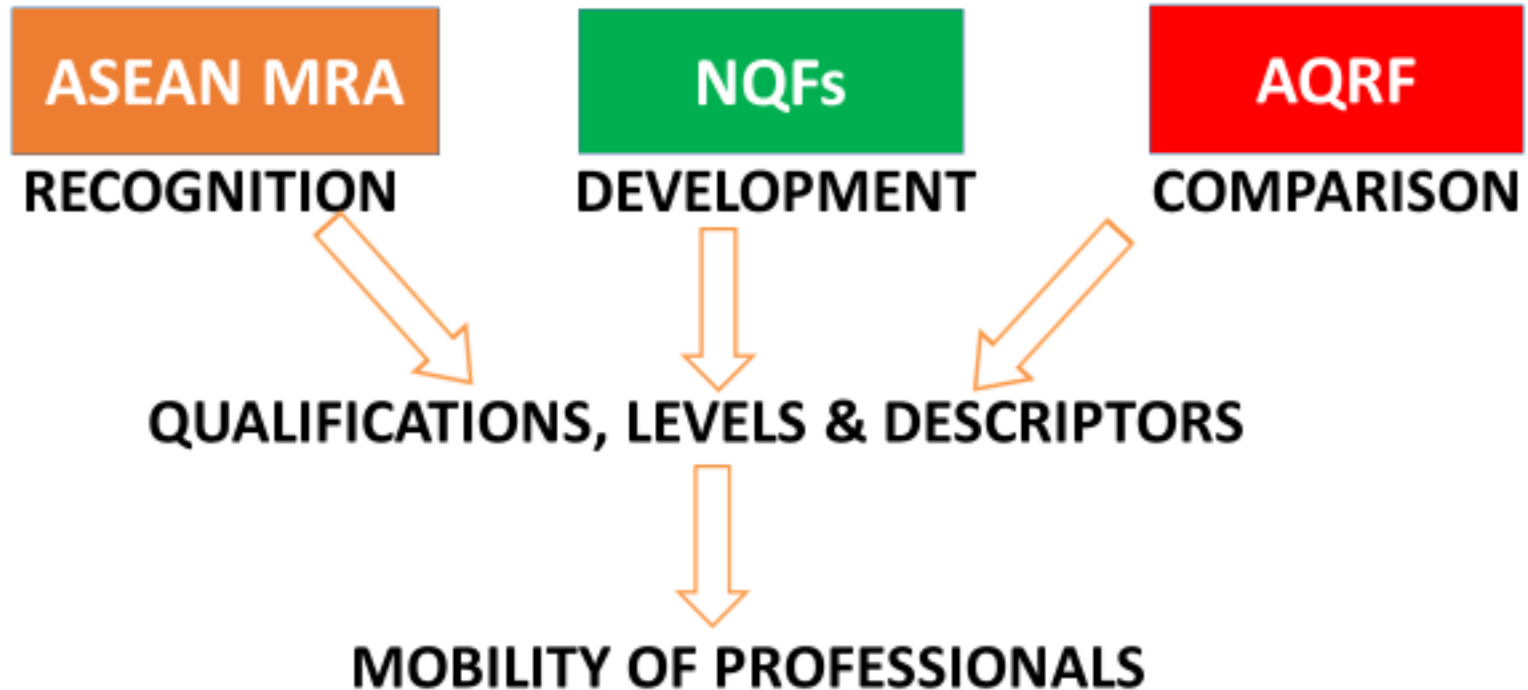 ASEAN MRA
NQFs
AQRF
RECOGNITION
DEVELOPMENT
COMPARISON
QUALIFICATIONS, LEVELS & DESCRIPTORS
MOBILITY OF PROFESSIONALS